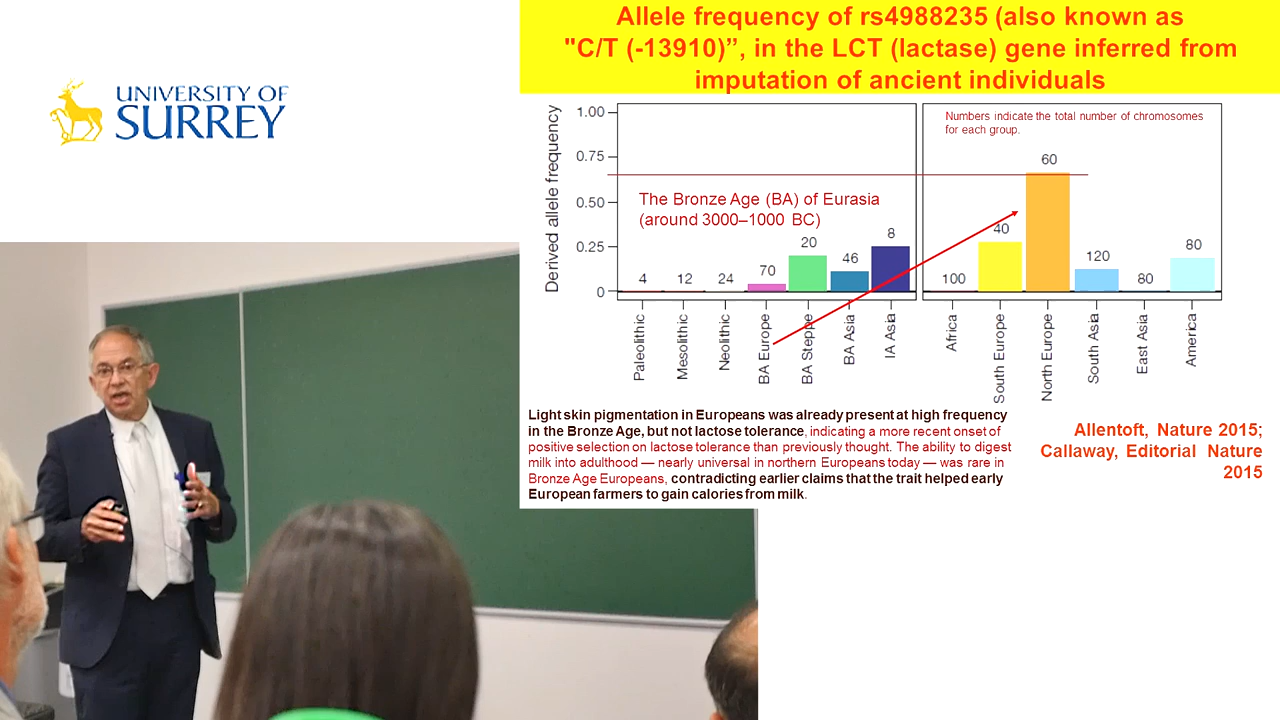 UNIVERSITY OF
SURREY
Allele frequency of rs4988235 (also known as
"C/T (-13910)”, in the LCT (lactase) gene inferred from
imputation of ancient individuals
Derived allele frequency
1.00
0.75
0.50
0.25
0
The Bronze Age (BA) of Eurasia
(around 3000–1000 BC)
4
12
24
70
20
46
8
Paleolithic
Mesolithic
Neolithic
BA Europe
BA Steppe
BA Asia
IA Asia
Numbers indicate the total number of chromosomes
for each group.
100
40
60
120
80
80
Africa
South Europe
North Europe
South Asia
East Asia
America
Light skin pigmentation in Europeans was already present at high frequency
in the Bronze Age, but not lactose tolerance, indicating a more recent onset of
positive selection on lactose tolerance than previously thought. The ability to digest
milk into adulthood — nearly universal in northern Europeans today — was rare in
Bronze Age Europeans, contradicting earlier claims that the trait helped early
European farmers to gain calories from milk.
Allentoft, Nature 2015;
Callaway, Editorial Nature
2015